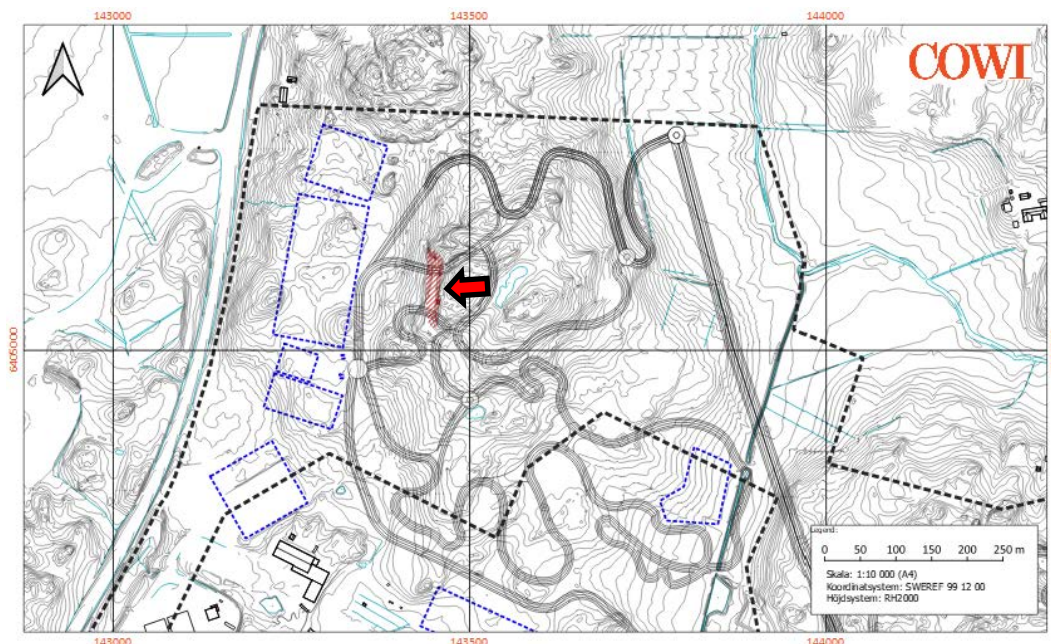 143000 143500 144000
COWI
6405000
Legend:
0 50 100 150 200 250 m
Skala: 1:10 000 (A4)
Koordinatsystem: SWEREF 99 12 00
Höjdsystem: RH2000
143000 143500 144000